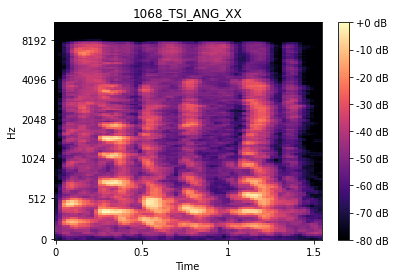 1068_TSI_ANG_XX
+0 dB
8192
-10 dB
4096
-20 dB
-30 dB
2048
Hz
-40 dB
1024
-50 dB
512
-60 dB
-70 dB
0
-80 dB
0
0.5
1
1.5
Time